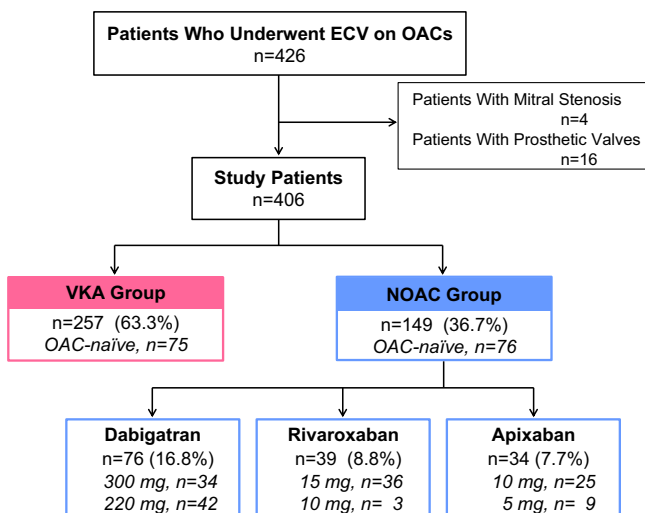 Patients Who Underwent ECV on OACs
n=426
Patients With Mitral Stenosis
n=4
Patients With Prosthetic Valves
n=16
Study Patients
n=406
VKA Group
n=257 (63.3%)
OAC-naïve, n=75
NOAC Group
n=149 (36.7%)
OAC-naïve, n=76
Dabigatran
n=76 (16.8%)
300 mg, n=34
220 mg, n=42
Rivaroxaban
n=39 (8.8%)
15 mg, n=36
10 mg, n= 3
Apixaban
n=34 (7.7%)
10 mg, n=25
5 mg, n= 9